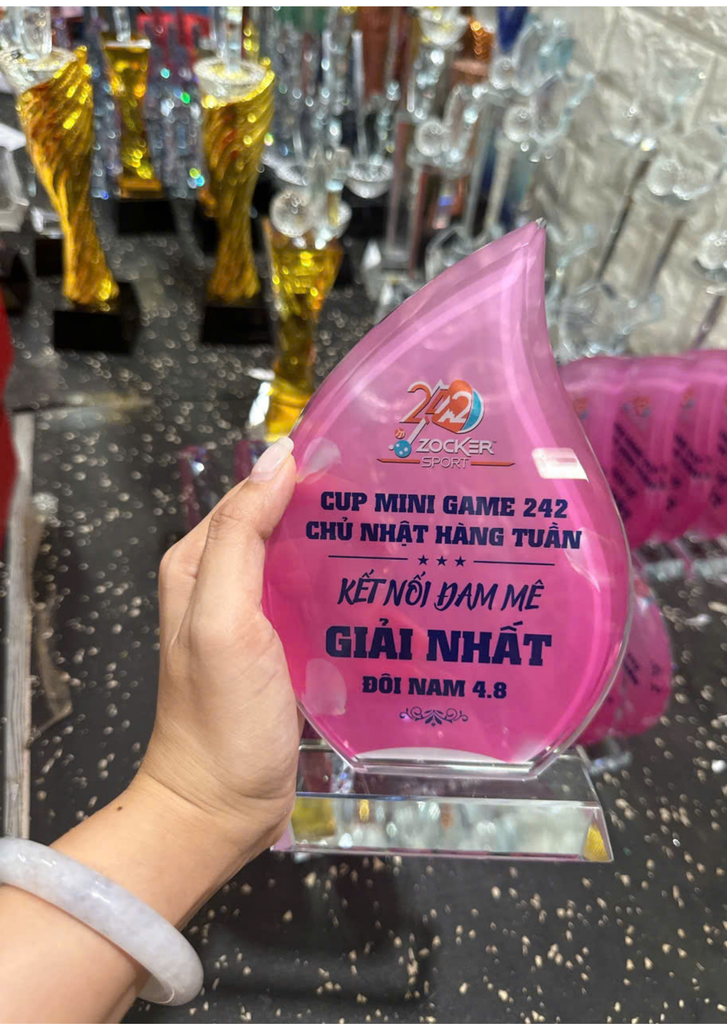 242
ZOCKER
SPORT
CUP MINI GAME 242
CHỦ NHẬT HÀNG TUẦN
KẾT NỐI ĐAM MÊ
GIẢI NHẤT
ĐÔI NAM 4.8